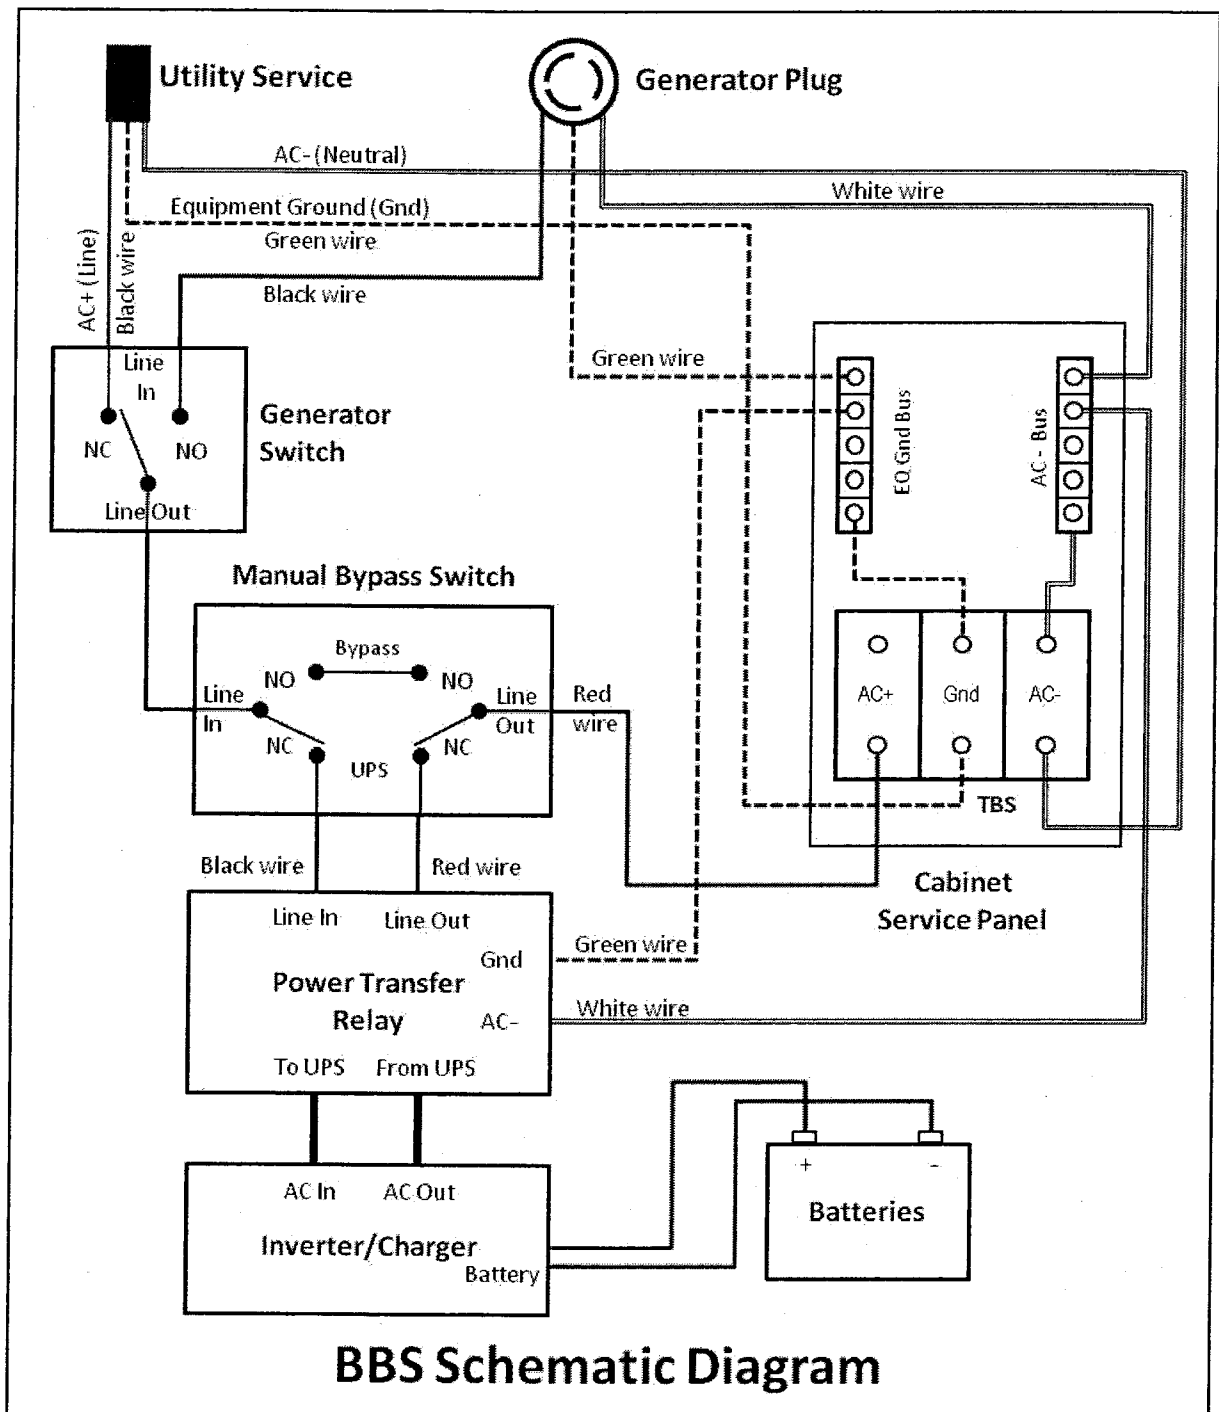 Utility Service
Generator Plug
AC- (Neutral)
White wire
Equipment Ground (Gnd)
Green wire
AC+ (Line)
Black wire
Black wire
Green wire
Line
In
NC
NO
Line Out
Generator
Switch
EQ Gnd Bus
AC - Bus
Manual Bypass Switch
Bypass
NO
NO
Line
In
Line
Out
Red
wire
NC
NC
UPS
AC+
Gnd
AC-
TBS
Black wire
Red wire
Cabinet
Service Panel
Line In
Line Out
Gnd
Green wire
Power Transfer
Relay
AC-
White wire
To UPS
From UPS
AC In
AC Out
Inverter/Charger
Battery
+
-
Batteries
BBS Schematic Diagram